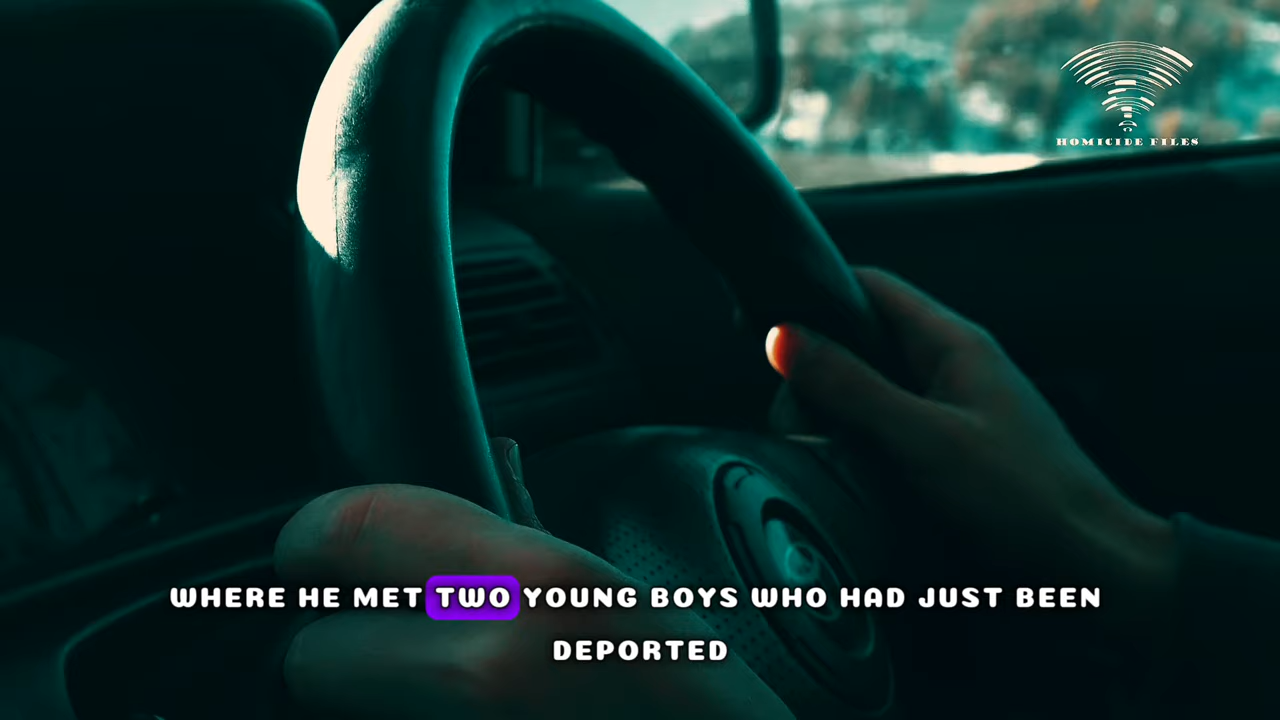 HOMICIDE FILES
WHERE HE MET TWO YOUNG BOYS WHO HAD JUST BEEN
DEPORTED